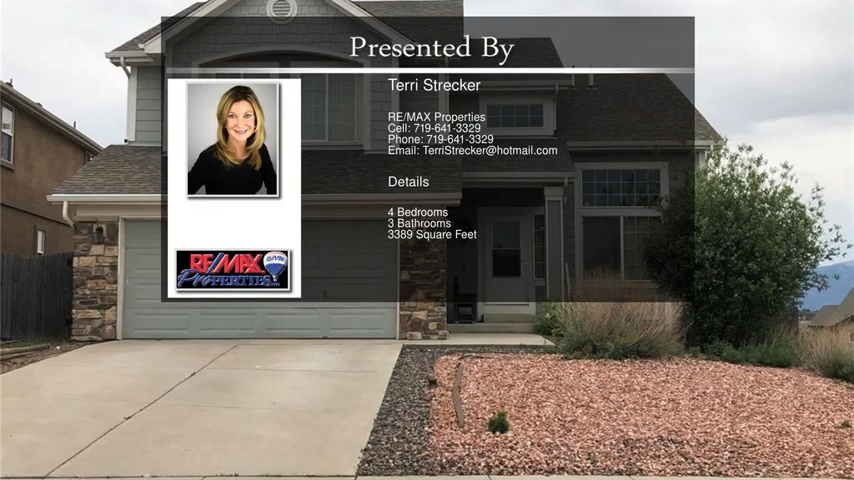 Presented By
Terri Strecker
RE/MAX Properties
Cell: 719-641-3329
Phone: 719-641-3329
Email: TerriStrecker@hotmail.com
Details
4 Bedrooms
3 Bathrooms
3389 Square Feet
RE/MAX
PROPERTIES